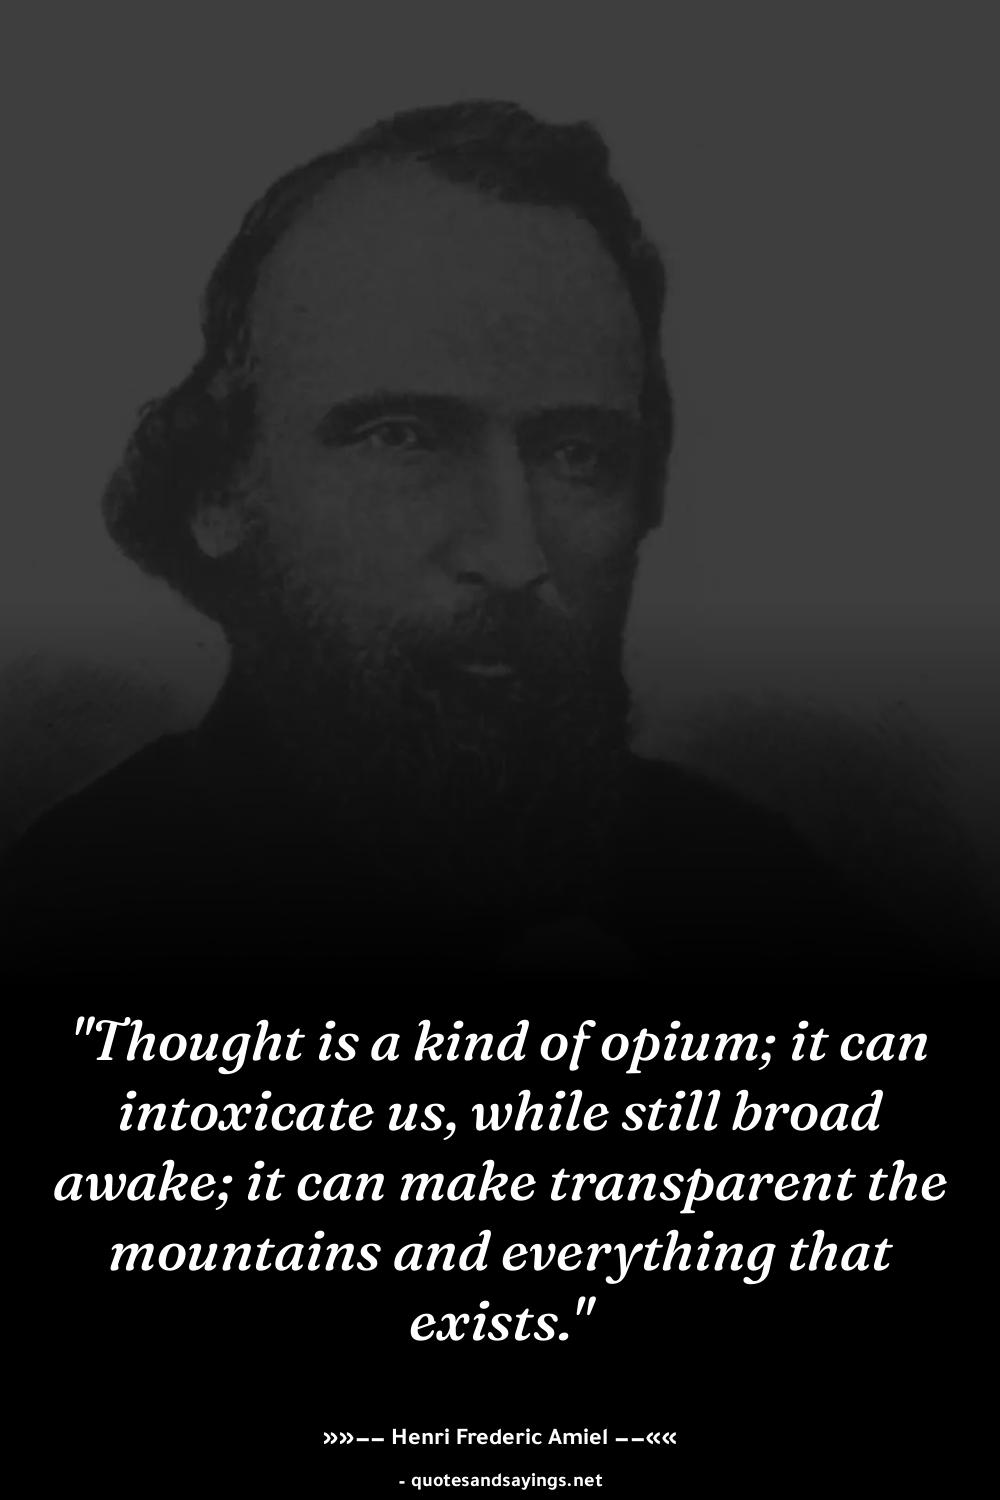 "Thought is a kind of opium; it can
intoxicate us, while still broad
awake; it can make transparent the
mountains and everything that
exists."
»»−− Henri Frederic Amiel −−««
- quotesandsayings.net